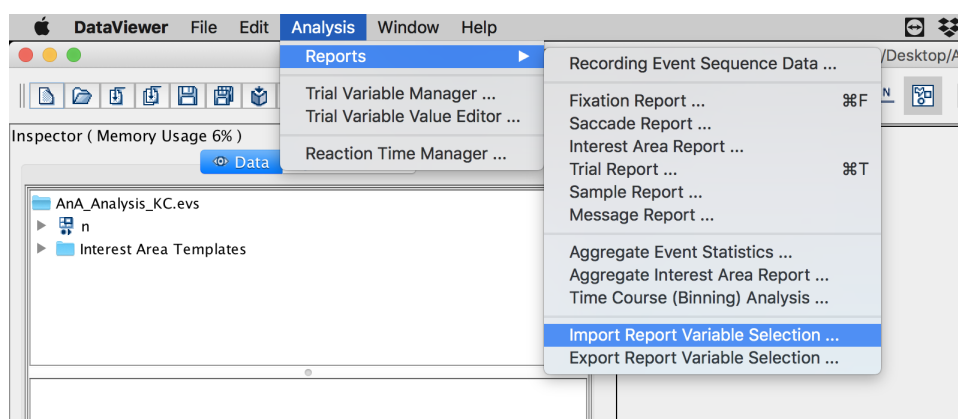 DataViewer File Edit Analysis Window Help
/Desktop/A
Reports
Trial Variable Manager ...
Trial Variable Value Editor ...
Reaction Time Manager ...
Recording Event Sequence Data ...
Fixation Report ... ⌘F
Saccade Report ...
Interest Area Report ...
Trial Report ... ⌘T
Sample Report ...
Message Report ...
Aggregate Event Statistics ...
Aggregate Interest Area Report ...
Time Course (Binning) Analysis ...
Import Report Variable Selection ...
Export Report Variable Selection ...
N
Inspector ( Memory Usage 6% )
Data
AnA_Analysis_KC.evs
n
Interest Area Templates